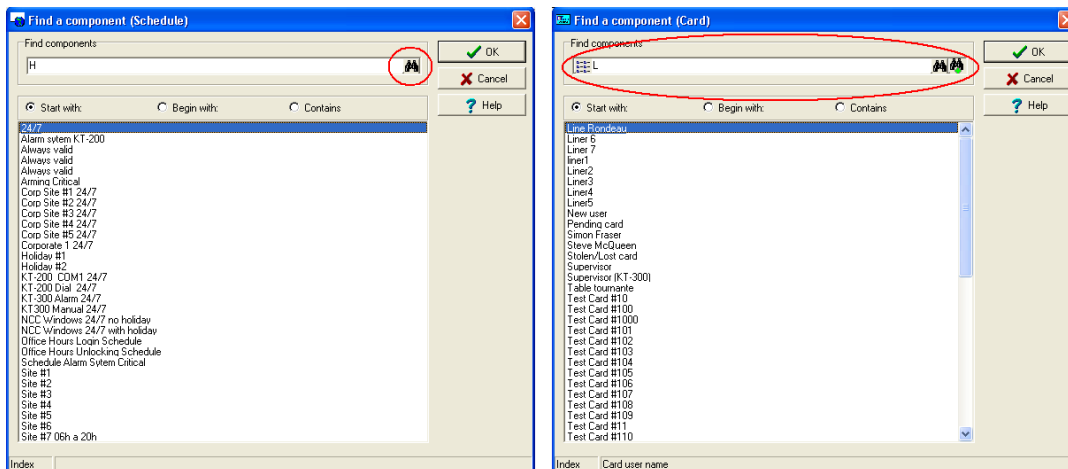 Find a component (Schedule)
Find components
H
OK
Cancel
Help
Start with:
Begin with:
Contains
24/7
Alarm sytem KT-200
Always valid
Always valid
Always valid
Arming Critical
Corp Site #1 24/7
Corp Site #2 24/7
Corp Site #3 24/7
Corp Site #4 24/7
Corp Site #5 24/7
Corporate 1 24/7
Holiday #1
Holiday #2
KT-200 COM1 24/7
KT-200 Dial 24/7
KT-300 Alarm 24/7
KT300 Manual 24/7
NCC Windows 24/7 no holiday
NCC Windows 24/7 with holiday
Office Hours Login Schedule
Office Hours Unlocking Schedule
Schedule Alarm Sytem Critical
Site #1
Site #2
Site #3
Site #4
Site #5
Site #6
Site #7 06h a 20h
Index
Find a component (Card)
Find components
L
OK
Cancel
Help
Start with:
Begin with:
Contains
Line Rondeau
Liner 6
Liner 7
liner1
Liner2
Liner3
Liner4
Liner5
New user
Pending card
Simon Fraser
Steve McQueen
Stolen/Lost card
Supervisor
Supervisor (KT-300)
Table tournante
Test Card #10
Test Card #100
Test Card #1000
Test Card #101
Test Card #102
Test Card #103
Test Card #104
Test Card #105
Test Card #106
Test Card #107
Test Card #108
Test Card #109
Test Card #11
Test Card #110
Index
Card user name